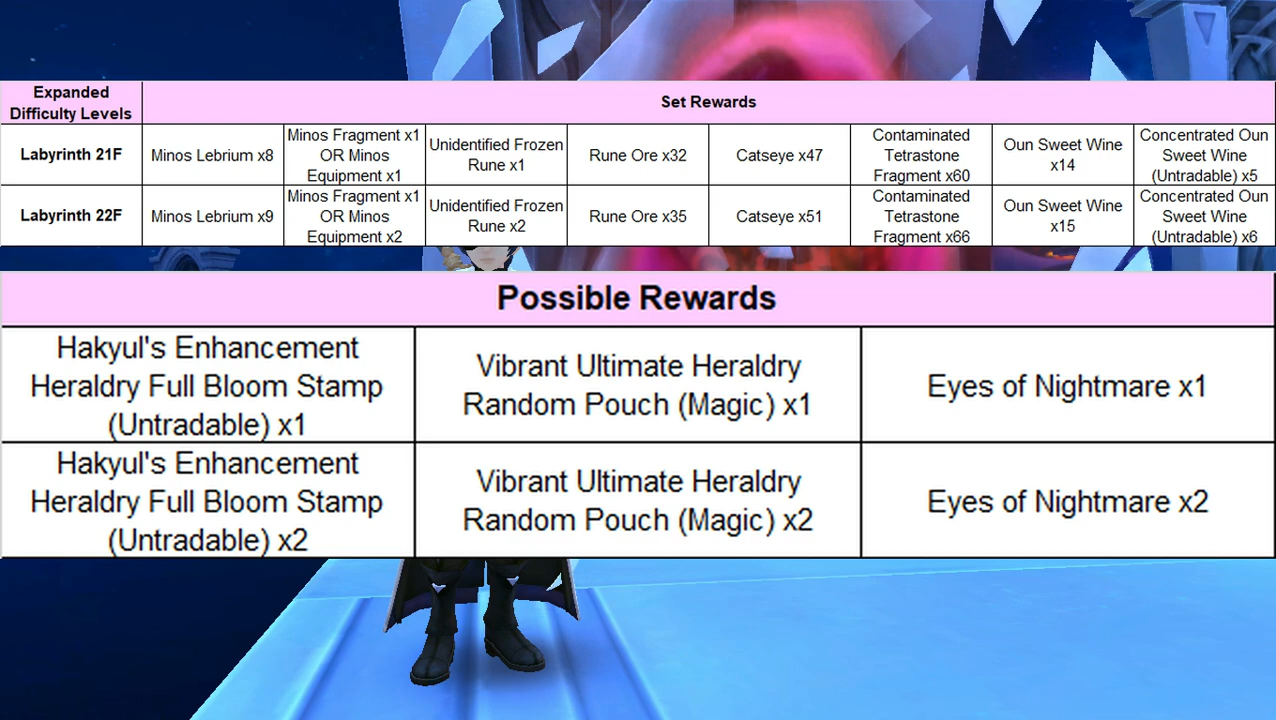 Expanded
Difficulty Levels
Set Rewards
Labyrinth 21F
Minos Lebrium x8
Minos Fragment x1
OR Minos
Equipment x1
Unidentified Frozen
Rune x1
Rune Ore x32
Catseye x47
Contaminated
Tetrastone
Fragment x60
Oun Sweet Wine
x14
Concentrated Oun
Sweet Wine
(Untradable) x5
Labyrinth 22F
Minos Lebrium x9
Minos Fragment x1
OR Minos
Equipment x2
Unidentified Frozen
Rune x2
Rune Ore x35
Catseye x51
Contaminated
Tetrastone
Fragment x66
Oun Sweet Wine
x15
Concentrated Oun
Sweet Wine
(Untradable) x6
Possible Rewards
Hakyul's Enhancement
Heraldry Full Bloom Stamp
(Untradable) x1
Vibrant Ultimate Heraldry
Random Pouch (Magic) x1
Eyes of Nightmare x1
Hakyul's Enhancement
Heraldry Full Bloom Stamp
(Untradable) x2
Vibrant Ultimate Heraldry
Random Pouch (Magic) x2
Eyes of Nightmare x2